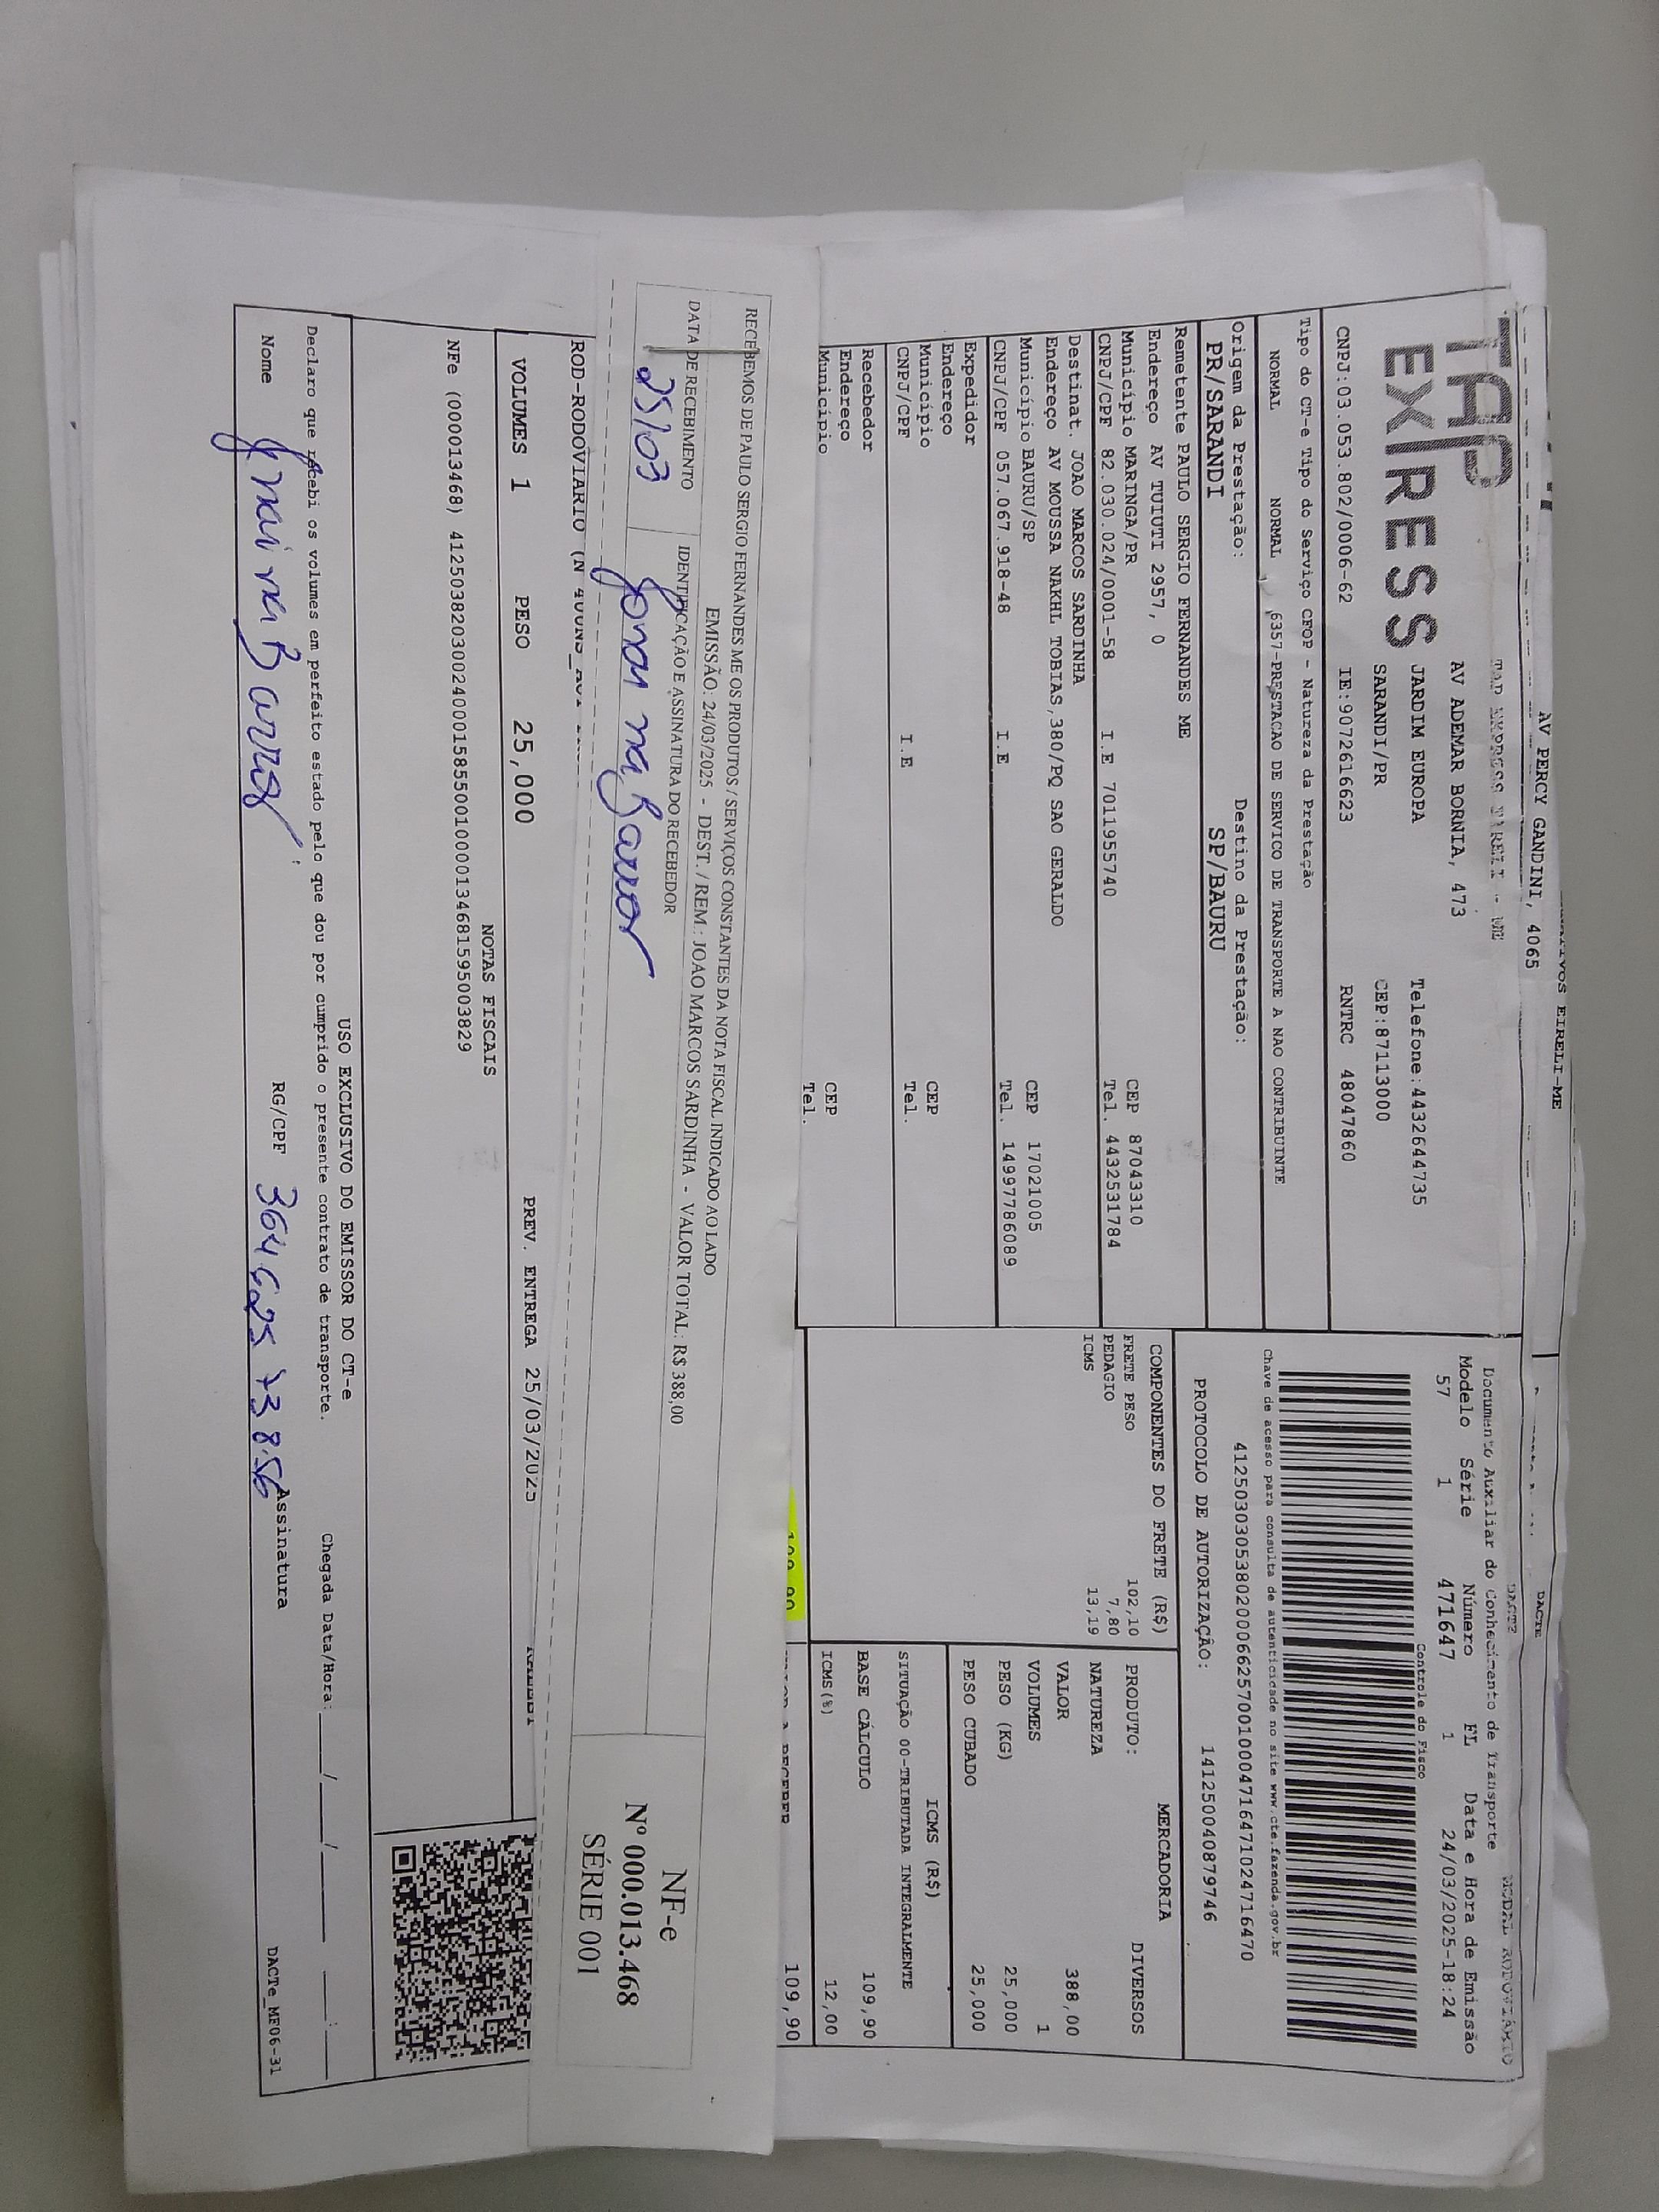 AV PERCY GANDINI, 4065
EIRELI-ME
DACTE
TAP EXPRESS
TAP EXPRESS EIRELI - ME
AV ADEMAR BORNIA, 473
JARDIM EUROPA Telefone:4432644735
SARANDI/PR CEP:87113000
CNPJ:03.053.802/0006-62 IE:9072616623 RNTRC 48047860
DACTE MODAL RODOVIÁRIO
Documento Auxiliar do Conhecimento de Transporte
Modelo Série Número FL Data e Hora de Emissão
57 1 471647 1 24/03/2025-18:24
Controle do Fisco
Chave de acesso para consulta de autenticidade no site www.cte.fazenda.gov.br
41250303053802000662570010004716471024716470
PROTOCOLO DE AUTORIZAÇÃO: 141250040879746
Tipo do CT-e Tipo do Serviço CFOP - Natureza da Prestação
NORMAL NORMAL 6357-PRESTACAO DE SERVICO DE TRANSPORTE A NAO CONTRIBUINTE
Origem da Prestação: Destino da Prestação:
PR/SARANDI SP/BAURU
Remetente PAULO SERGIO FERNANDES ME
Endereço AV TUIUTI 2957, 0
Município MARINGA/PR CEP 87043310
CNPJ/CPF 82.030.024/0001-58 I.E 7011955740 Tel. 4432531784
Destinat. JOAO MARCOS SARDINHA
Endereço AV MOUSSA NAKHL TOBIAS,380/PQ SAO GERALDO
Município BAURU/SP CEP 17021005
CNPJ/CPF 057.067.918-48 I.E Tel. 14997786089
Expedidor
Endereço
Município CEP
CNPJ/CPF I.E Tel.
Recebedor
Endereço
Município CEP
Tel.
COMPONENTES DO FRETE (R$)
FRETE PESO 102,10
PEDAGIO 7,80
ICMS 13,19
MERCADORIA
PRODUTO: DIVERSOS
NATUREZA
VALOR 388,00
VOLUMES 1
PESO (KG) 25,000
PESO CUBADO 25,000
ICMS (R$)
SITUAÇÃO 00-TRIBUTADA INTEGRALMENTE
BASE CÁLCULO 109,90
ICMS(%) 12,00
109,90
RECEBEMOS DE PAULO SERGIO FERNANDES ME OS PRODUTOS / SERVIÇOS CONSTANTES DA NOTA FISCAL INDICADO AO LADO
EMISSÃO: 24/03/2025 - DEST. / REM.: JOAO MARCOS SARDINHA - VALOR TOTAL: R$ 388,00
DATA DE RECEBIMENTO IDENTIFICAÇÃO E ASSINATURA DO RECEBEDOR
25/03
NF-e
Nº 000.013.468
SÉRIE 001
ROD-RODOVIARIO (N
VOLUMES 1 PESO 25,000 PREV. ENTREGA 25/03/2025
NOTAS FISCAIS
NFe (000013468) 41250382030024000158550010000134681595003829
USO EXCLUSIVO DO EMISSOR DO CT-e
Declaro que recebi os volumes em perfeito estado pelo que dou por cumprido o presente contrato de transporte. Chegada Data/Hora:___/___/____ ___:___
Nome RG/CPF Assinatura
DACTe_MF06-31